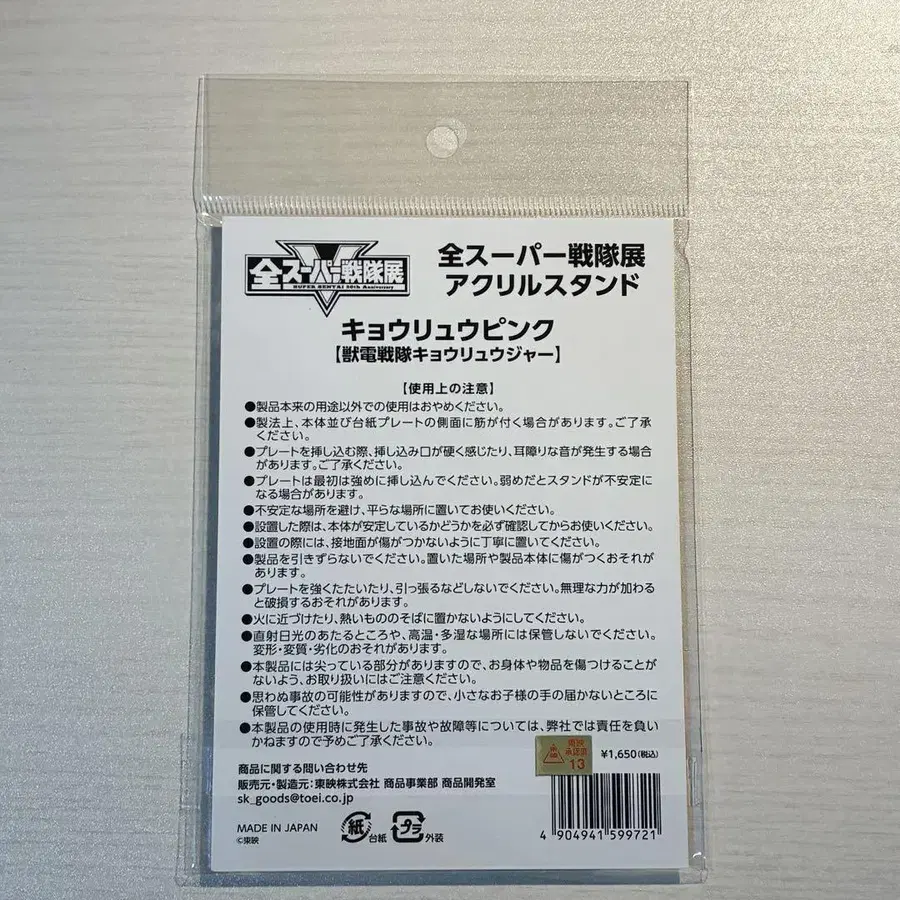 全スーパー戦隊展
SUPER SENTAI 50th Anniversary
全スーパー戦隊展
アクリルスタンド
キョウリュウピンク
【獣電戦隊キョウリュウジャー】
【使用上の注意】
●製品本来の用途以外での使用はおやめください。
●製法上、本体並び台紙プレートの側面に筋が付く場合があります。ご了承
ください。
●プレートを挿し込む際、挿し込み口が硬く感じたり、耳障りな音が発生する場合
があります。ご了承ください。
●プレートは最初は強めに挿し込んでください。弱めだとスタンドが不安定に
なる場合があります。
●不安定な場所を避け、平らな場所に置いてお使いください。
●設置した際は、本体が安定しているかどうかを必ず確認してからお使いください。
●設置の際には、接地面が傷がつかないように丁寧に置いてください。
●製品を引きずらないでください。置いた場所や製品本体に傷がつくおそれが
あります。
●プレートを強くたたいたり、引っ張るなどしないでください。無理な力が加わる
と破損するおそれがあります。
●火に近づけたり、熱いもののそばに置かないようにしてください。
●直射日光のあたるところや、高温・多湿な場所には保管しないでください。
変形・変質・劣化のおそれがあります。
●本製品には尖っている部分がありますので、お身体や物品を傷つけることが
ないよう、お取り扱いにはご注意ください。
●思わぬ事故の可能性がありますので、小さなお子様の手の届かないところに
保管してください。
●本製品の使用時に発生した事故や故障等については、弊社では責任を負い
かねますので予めご了承ください。
東映
承認済
13
¥1,650(税込)
商品に関する問い合わせ先
販売元・製造元:東映株式会社 商品事業部 商品開発室
sk_goods@toei.co.jp
MADE IN JAPAN
©東映
紙 台紙
プラ 外装
4 904941 599721